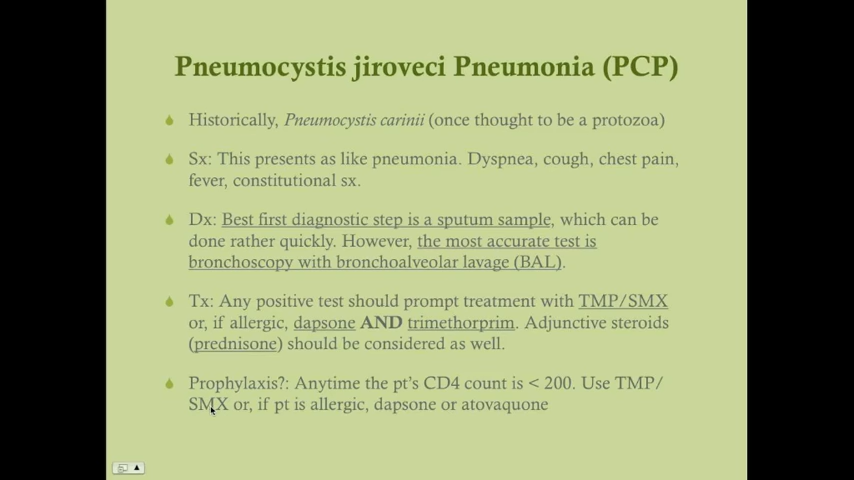 Pneumocystis jiroveci Pneumonia (PCP)
Historically, Pneumocystis carinii (once thought to be a protozoa)
Sx: This presents as like pneumonia. Dyspnea, cough, chest pain,
fever, constitutional sx.
Dx: Best first diagnostic step is a sputum sample, which can be
done rather quickly. However, the most accurate test is
bronchoscopy with bronchoalveolar lavage (BAL).
Tx: Any positive test should prompt treatment with TMP/SMX
or, if allergic, dapsone AND trimethorprim. Adjunctive steroids
(prednisone) should be considered as well.
Prophylaxis?: Anytime the pt's CD4 count is < 200. Use TMP/
SMX or, if pt is allergic, dapsone or atovaquone